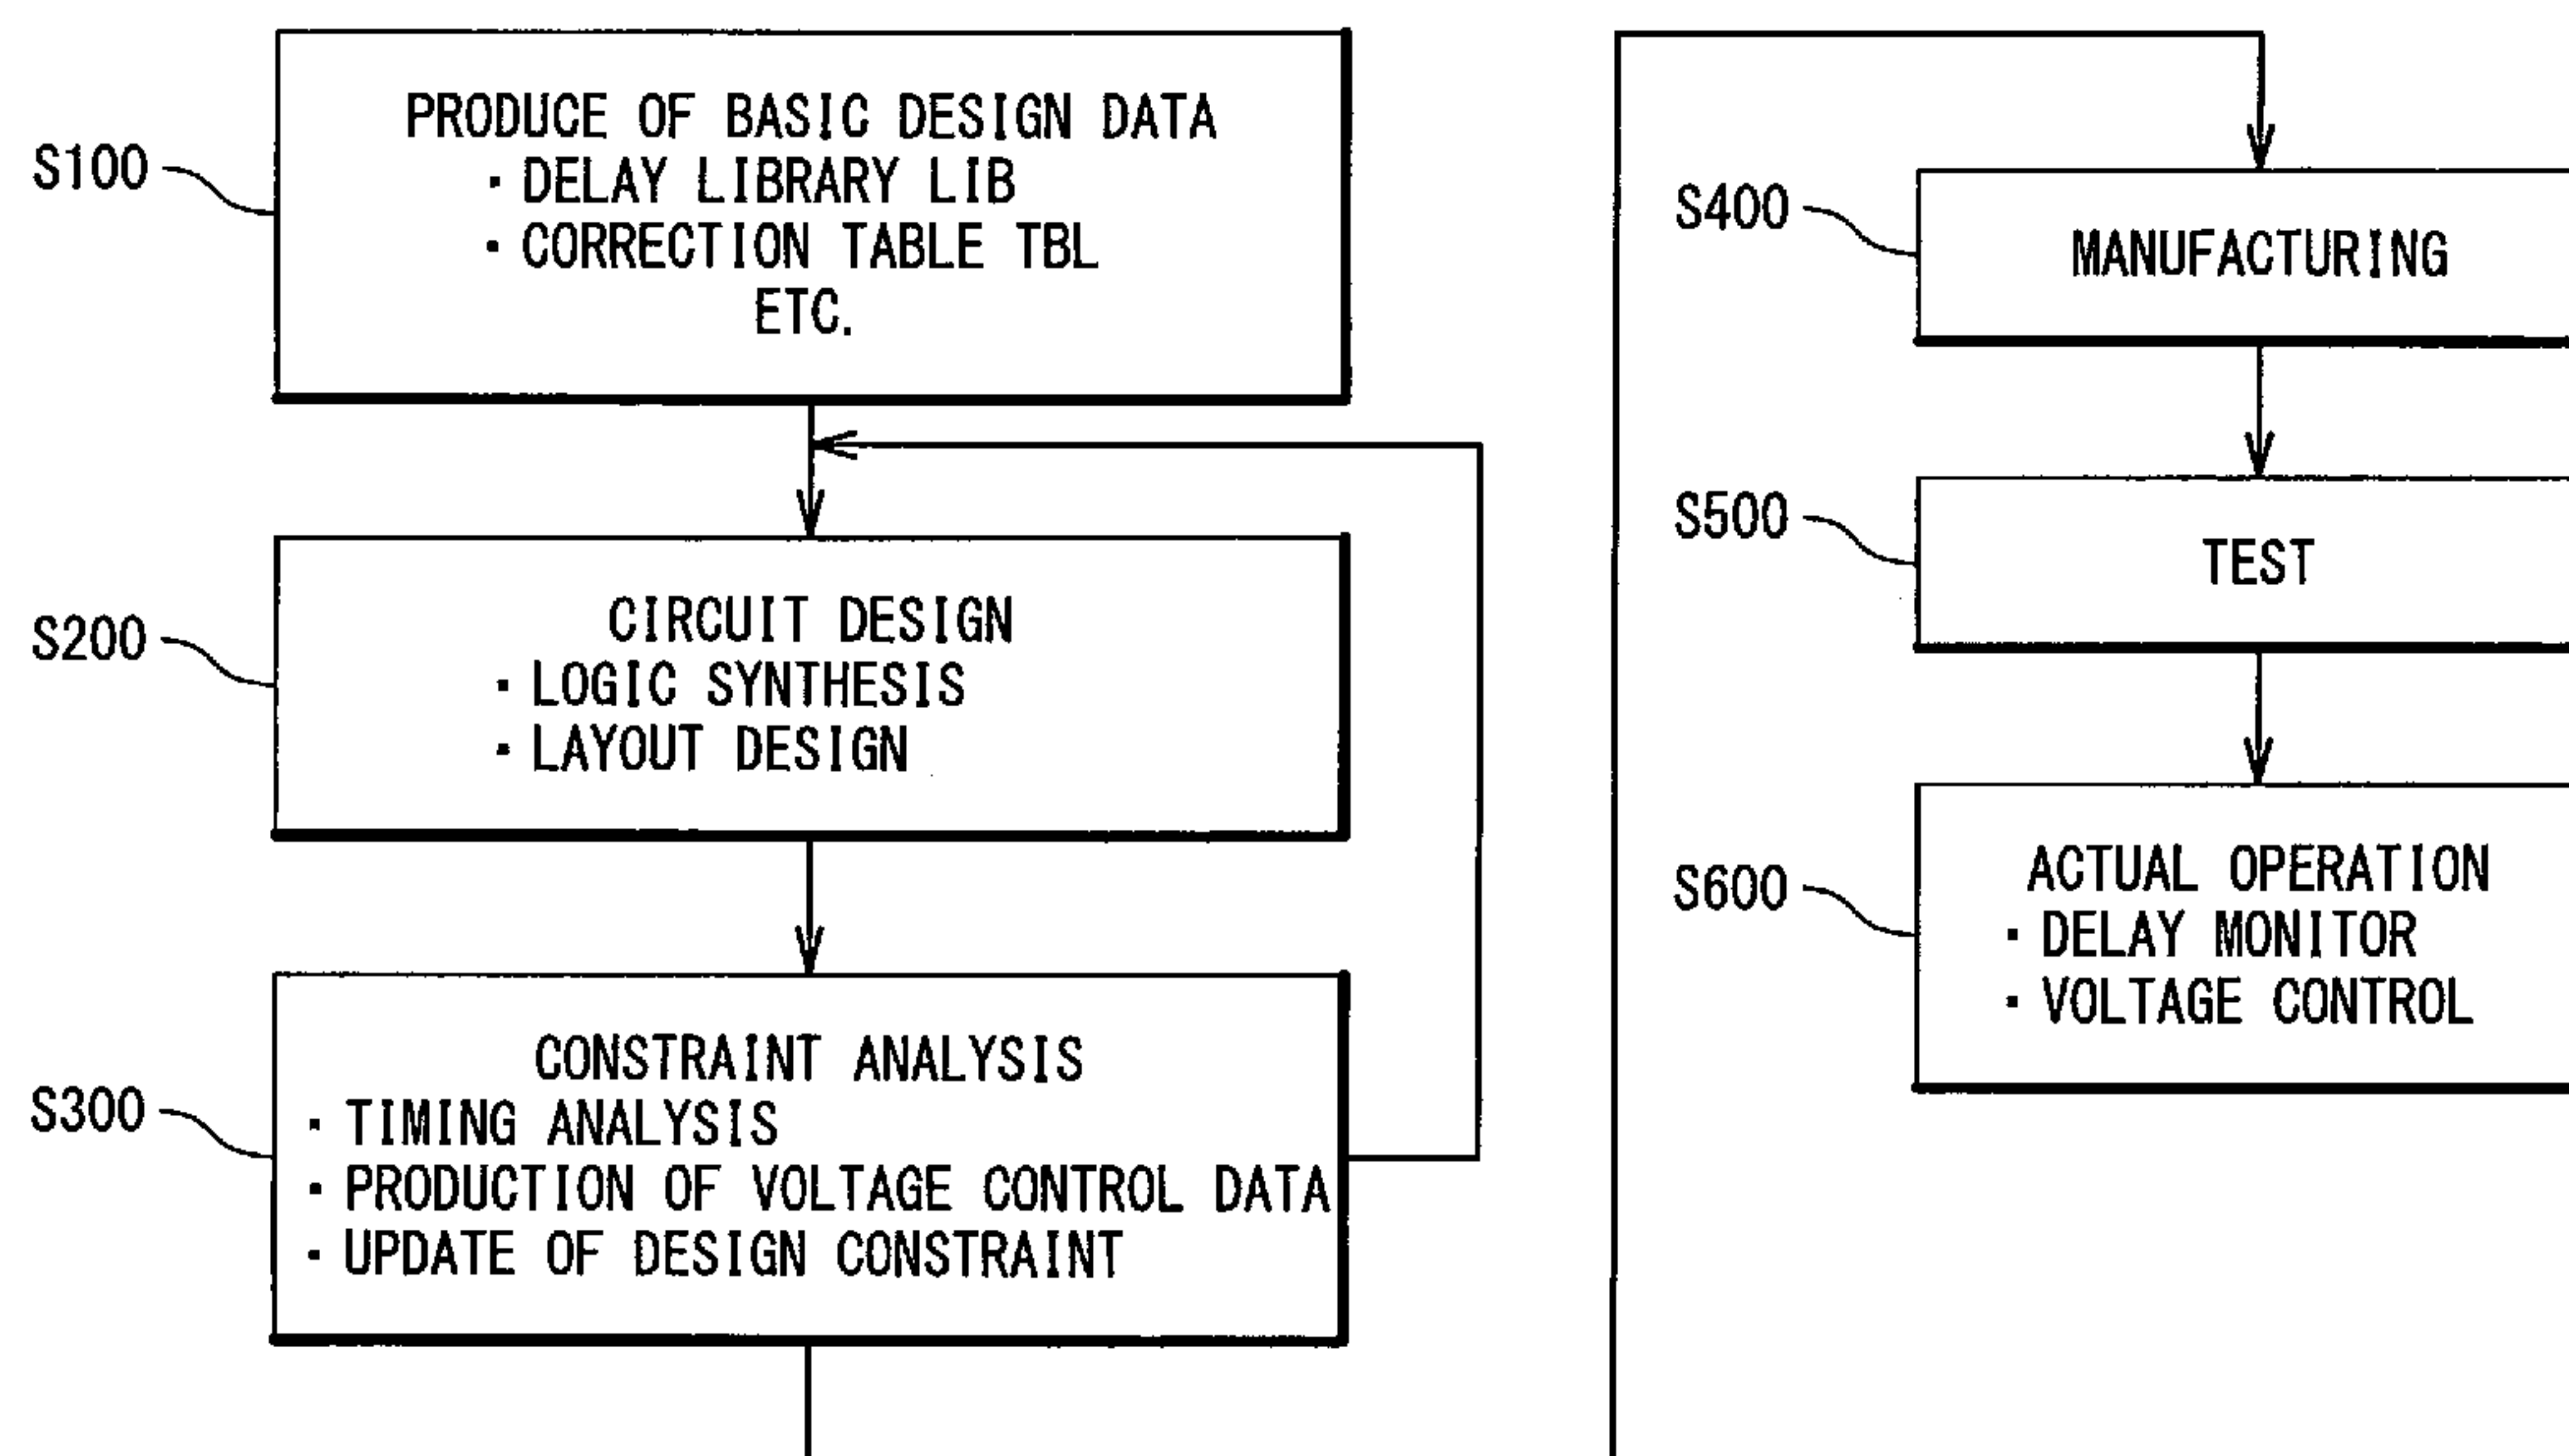 S100
PRODUCE OF BASIC DESIGN DATA
・DELAY LIBRARY LIB
・CORRECTION TABLE TBL
ETC.
S200
CIRCUIT DESIGN
・LOGIC SYNTHESIS
・LAYOUT DESIGN
S300
CONSTRAINT ANALYSIS
・TIMING ANALYSIS
・PRODUCTION OF VOLTAGE CONTROL DATA
・UPDATE OF DESIGN CONSTRAINT
S400
MANUFACTURING
S500
TEST
S600
ACTUAL OPERATION
・DELAY MONITOR
・VOLTAGE CONTROL